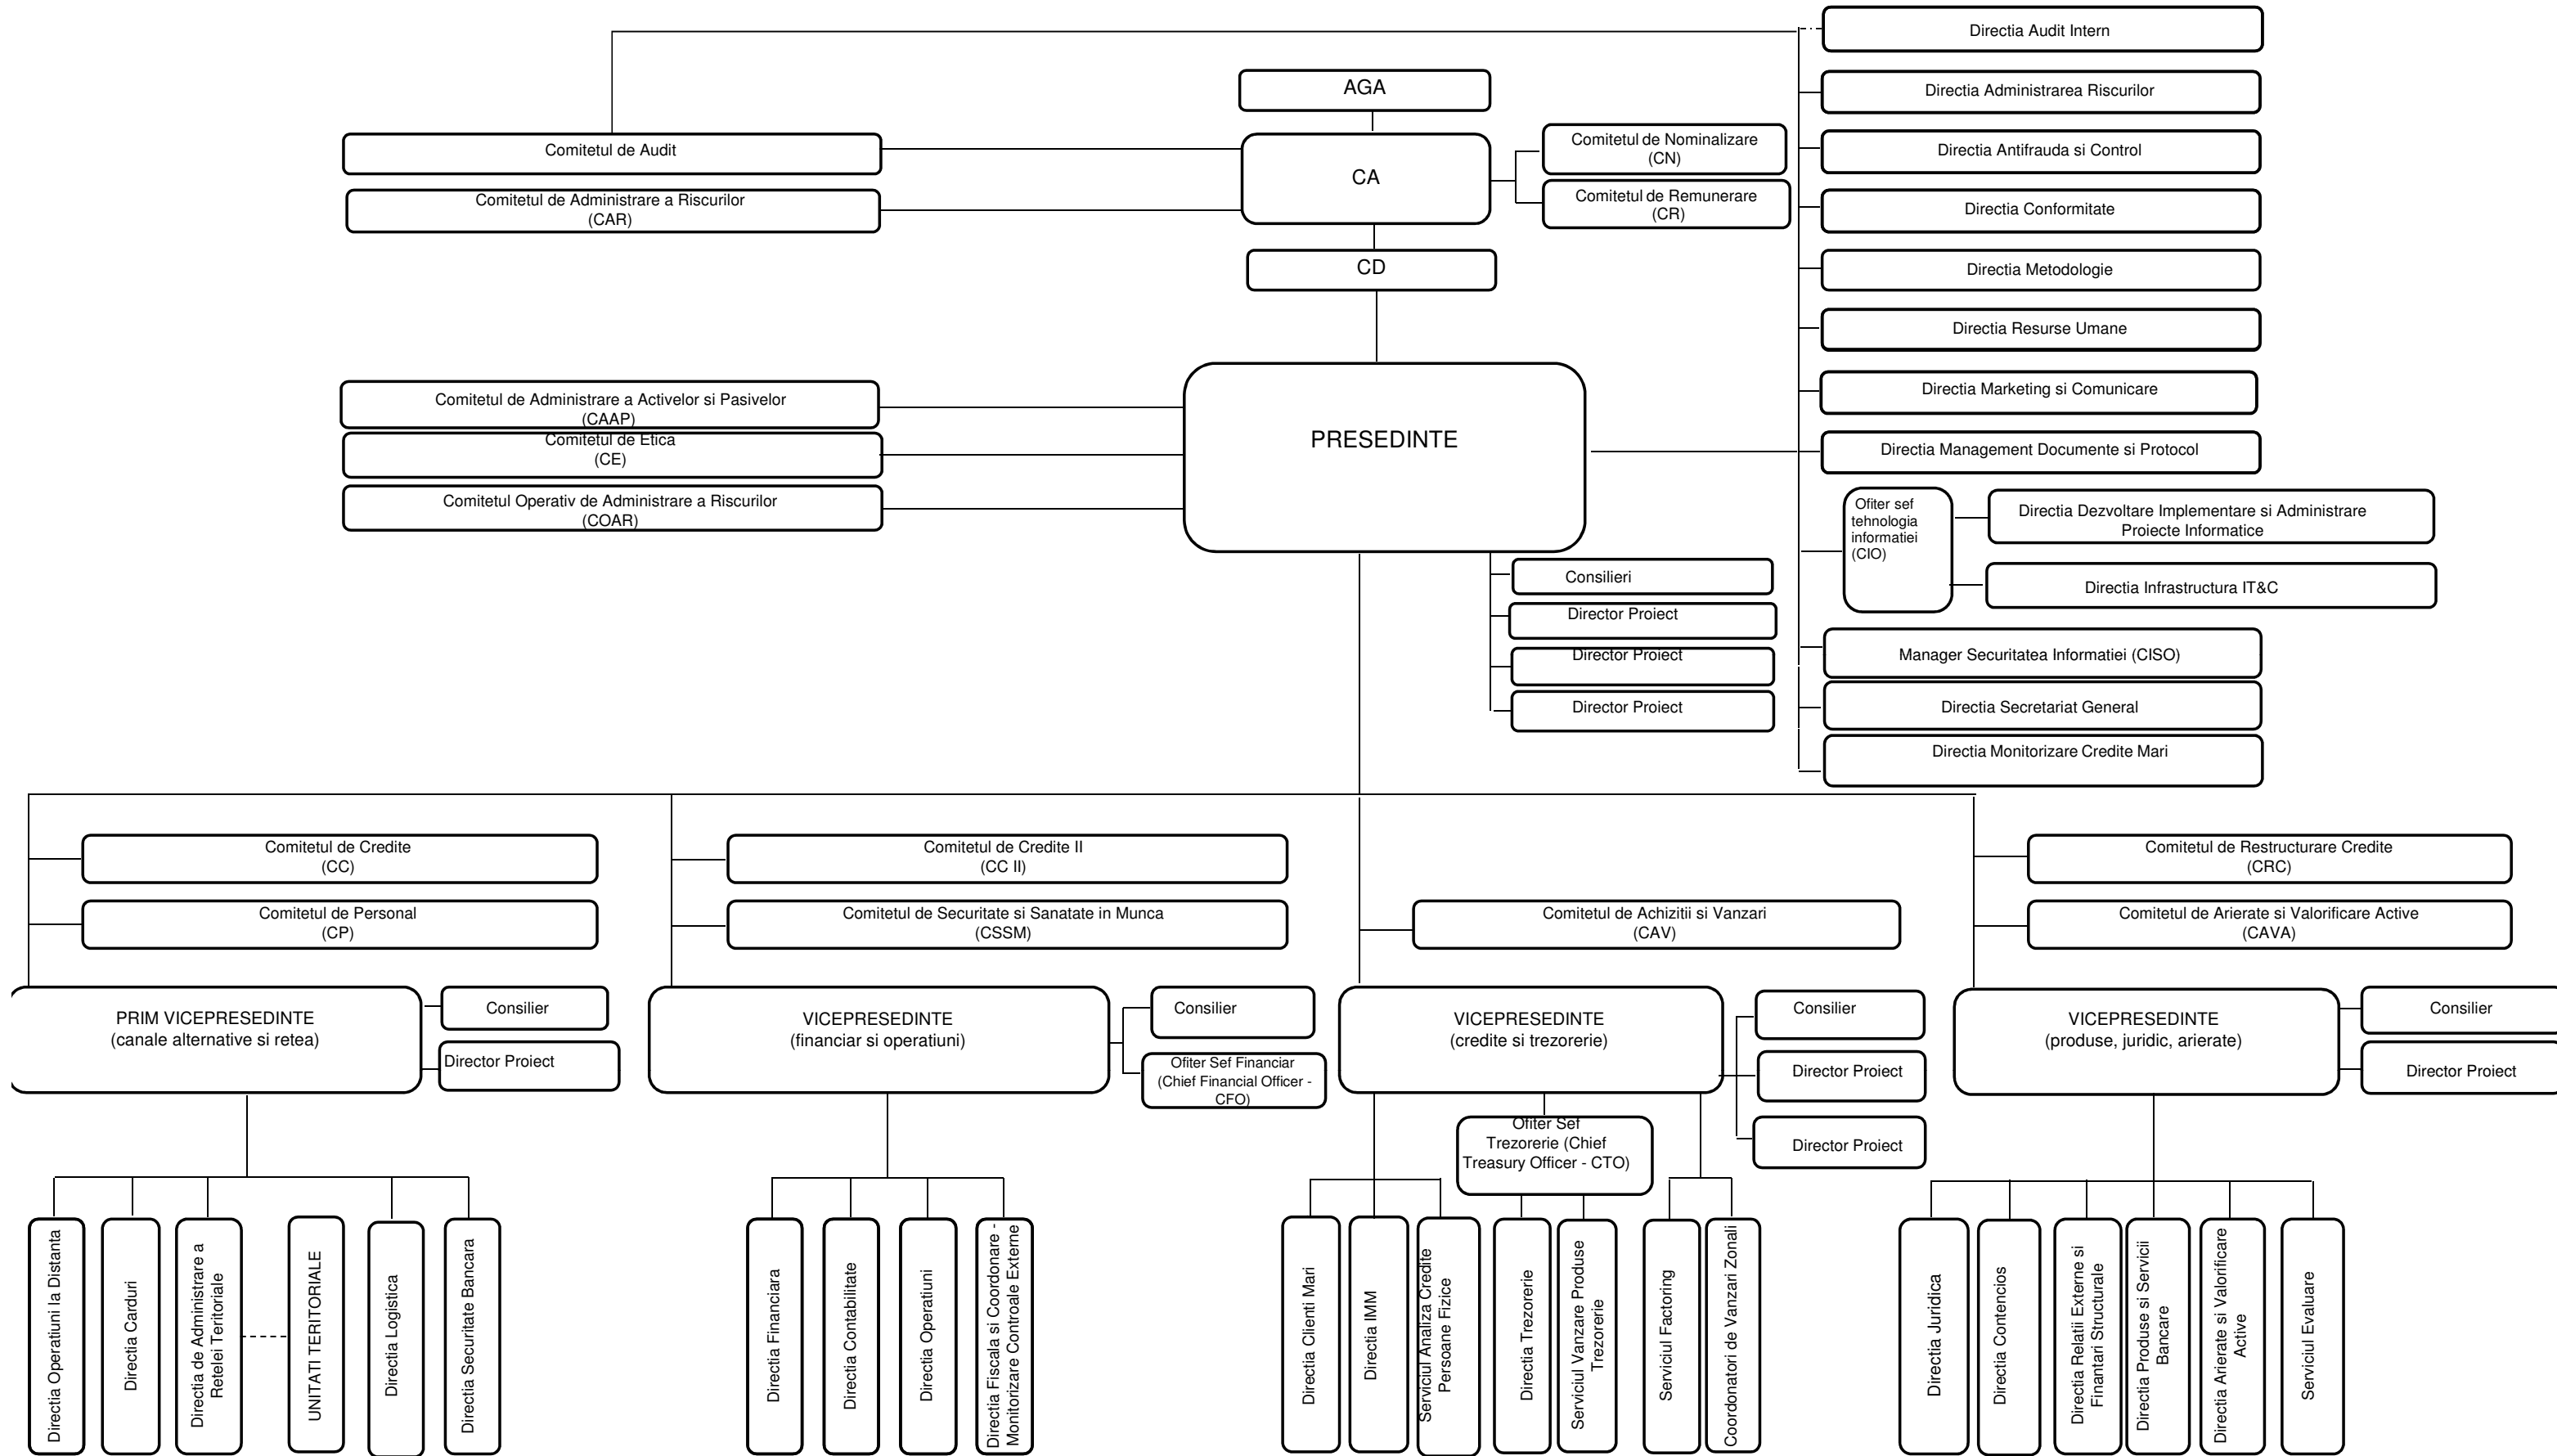 Directia Audit Intern
AGA
Directia Administrarea Riscurilor
Comitetul de Audit
CA
Comitetul de Nominalizare
(CN)
Directia Antifrauda si Control
Comitetul de Administrare a Riscurilor
(CAR)
Comitetul de Remunerare
(CR)
Directia Conformitate
CD
Directia Metodologie
Directia Resurse Umane
Comitetul de Administrare a Activelor si Pasivelor
(CAAP)
Directia Marketing si Comunicare
Comitetul de Etica
(CE)
PRESEDINTE
Directia Management Documente si Protocol
Comitetul Operativ de Administrare a Riscurilor
(COAR)
Ofiter sef
tehnologia
informatiei
(CIO)
Directia Dezvoltare Implementare si Administrare
Proiecte Informatice
Directia Infrastructura IT&C
Consilieri
Director Proiect
Director Proiect
Director Proiect
Manager Securitatea Informatiei (CISO)
Directia Secretariat General
Directia Monitorizare Credite Mari
Comitetul de Credite
(CC)
Comitetul de Credite II
(CC II)
Comitetul de Restructurare Credite
(CRC)
Comitetul de Personal
(CP)
Comitetul de Securitate si Sanatate in Munca
(CSSM)
Comitetul de Achizitii si Vanzari
(CAV)
Comitetul de Arierate si Valorificare Active
(CAVA)
PRIM VICEPRESEDINTE
(canale alternative si retea)
Consilier
Director Proiect
VICEPRESEDINTE
(financiar si operatiuni)
Consilier
Ofiter Sef Financiar
(Chief Financial Officer -
CFO)
VICEPRESEDINTE
(credite si trezorerie)
Consilier
Director Proiect
Director Proiect
VICEPRESEDINTE
(produse, juridic, arierate)
Consilier
Director Proiect
Ofiter Sef
Trezorerie (Chief
Treasury Officer - CTO)
Directia Operatiuni la Distanta
Directia Carduri
Directia de Administrare a
Retelei Teritoriale
UNITATI TERITORIALE
Directia Logistica
Directia Securitate Bancara
Directia Financiara
Directia Contabilitate
Directia Operatiuni
Directia Fiscala si Coordonare -
Monitorizare Controale Externe
Directia Clienti Mari
Directia IMM
Serviciul Analiza Credite
Persoane Fizice
Directia Trezorerie
Serviciul Vanzare Produse
Trezorerie
Serviciul Factoring
Coordonatori de Vanzari Zonali
Directia Juridica
Directia Contencios
Directia Relatii Externe si
Finantari Structurale
Directia Produse si Servicii
Bancare
Directia Arierate si Valorificare
Active
Serviciul Evaluare